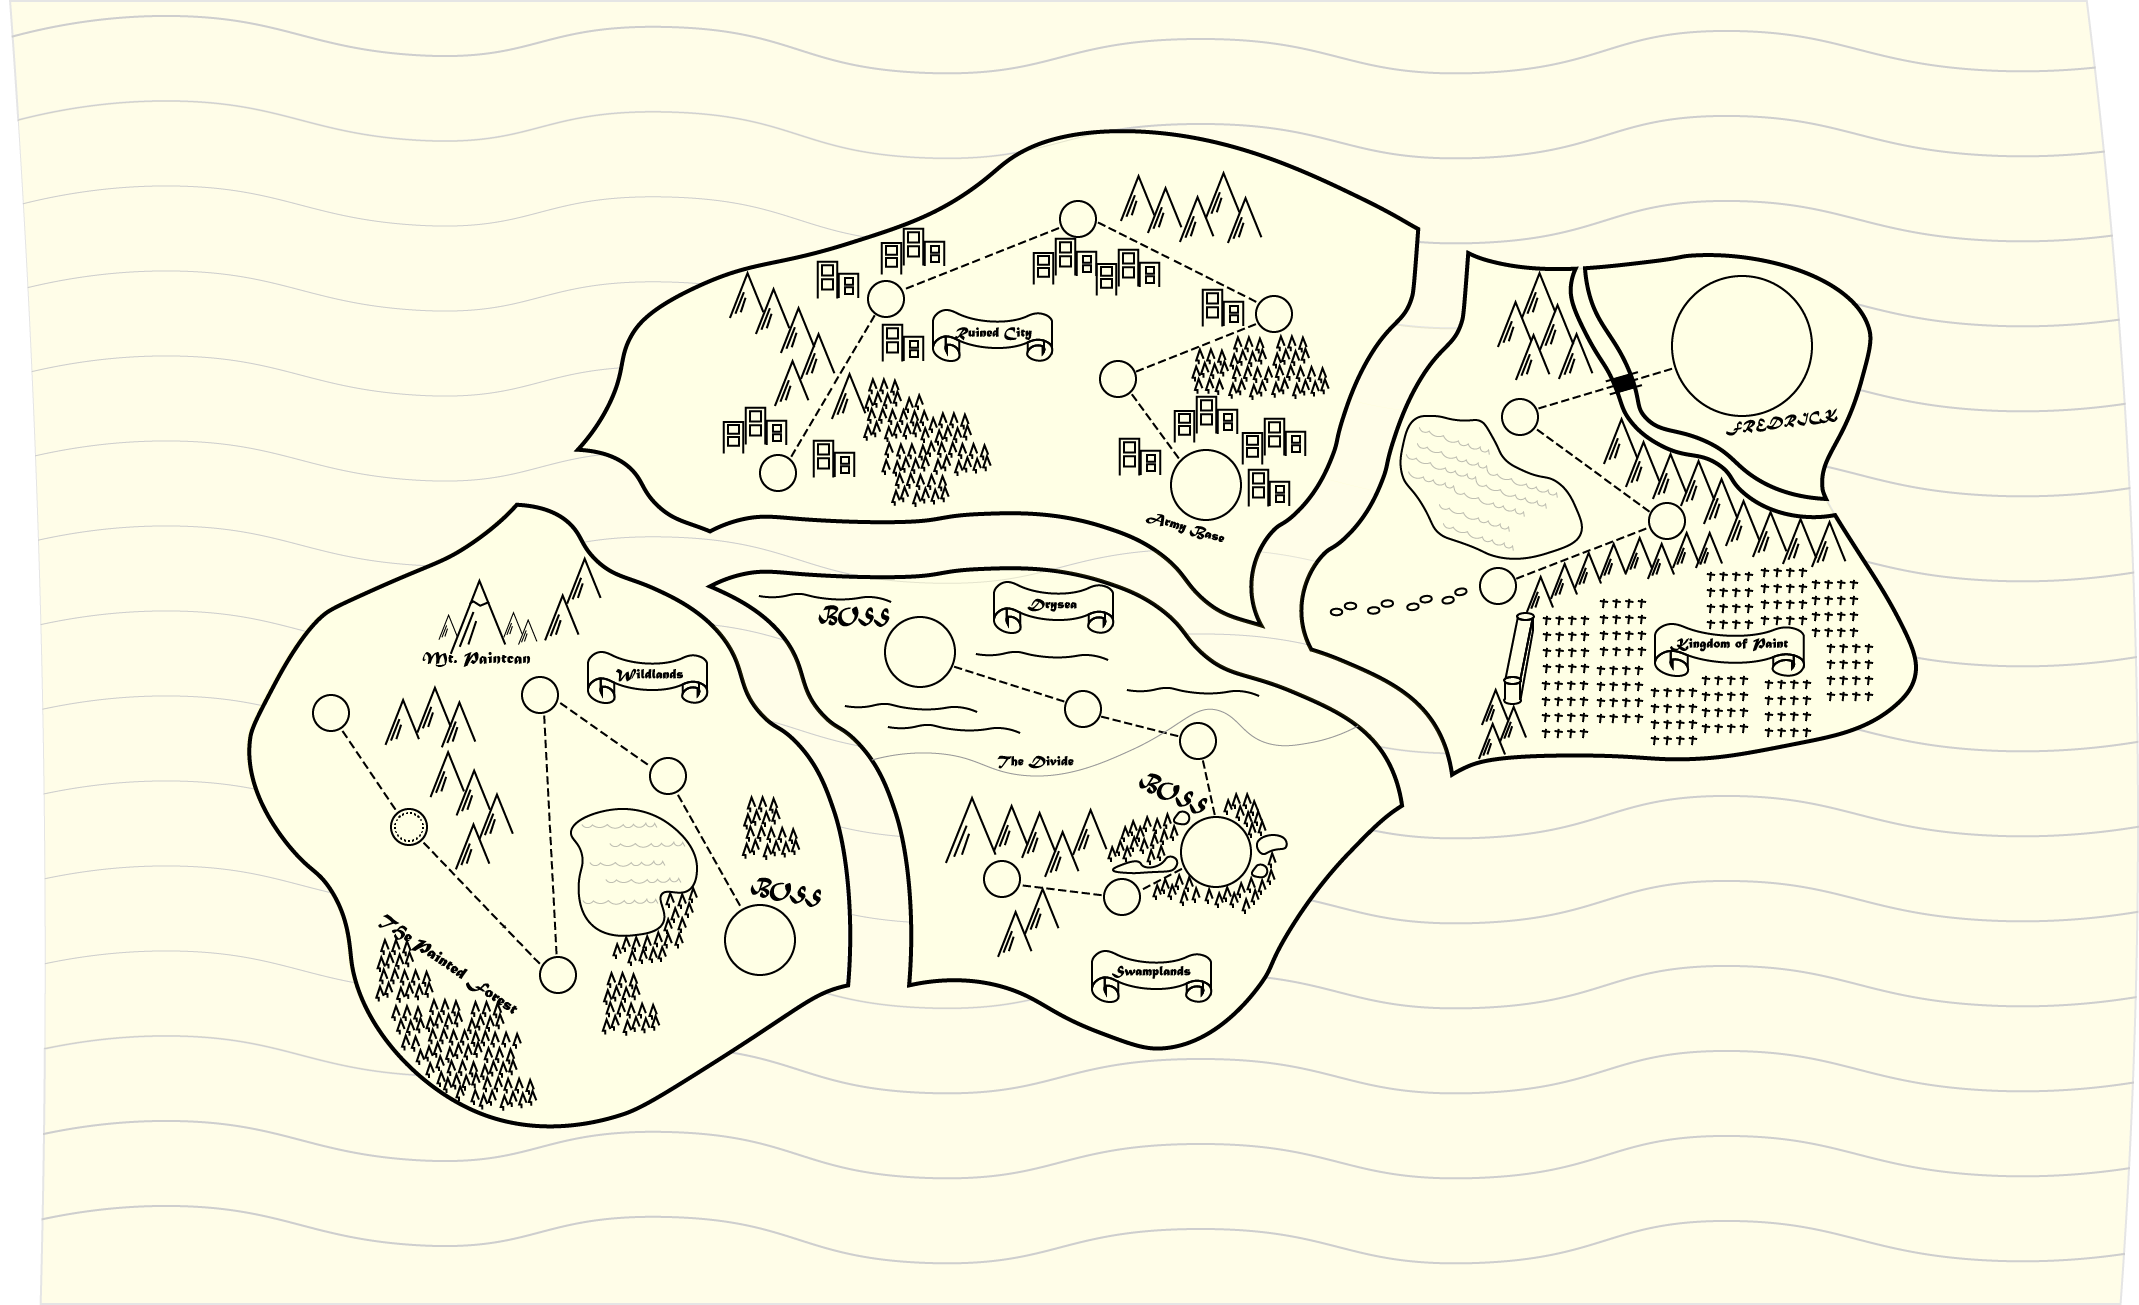 Ruined City
FREDRICK
Army Base
BOSS
Drysea
Mt. Paintcan
Wildlands
Kingdom of Paint
The Divide
BOSS
BOSS
The Painted Forest
Swamplands